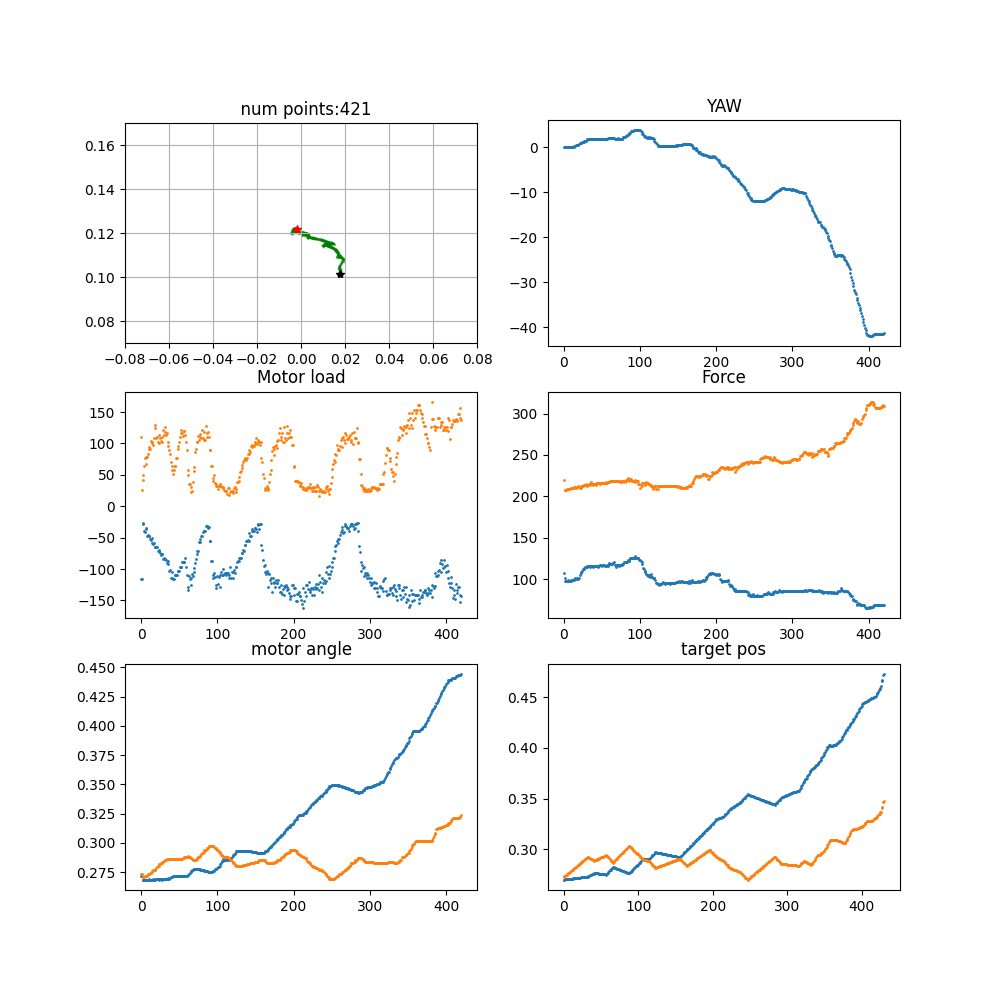 num points:421
0.16
0.14
0.12
0.10
0.08
−0.08 −0.06 −0.04 −0.02 0.00 0.02 0.04 0.06 0.08
YAW
0
−10
−20
−30
−40
0 100 200 300 400
Motor load
150
100
50
0
−50
−100
−150
0 100 200 300 400
Force
300
250
200
150
100
0 100 200 300 400
motor angle
0.450
0.425
0.400
0.375
0.350
0.325
0.300
0.275
0 100 200 300 400
target pos
0.45
0.40
0.35
0.30
0 100 200 300 400